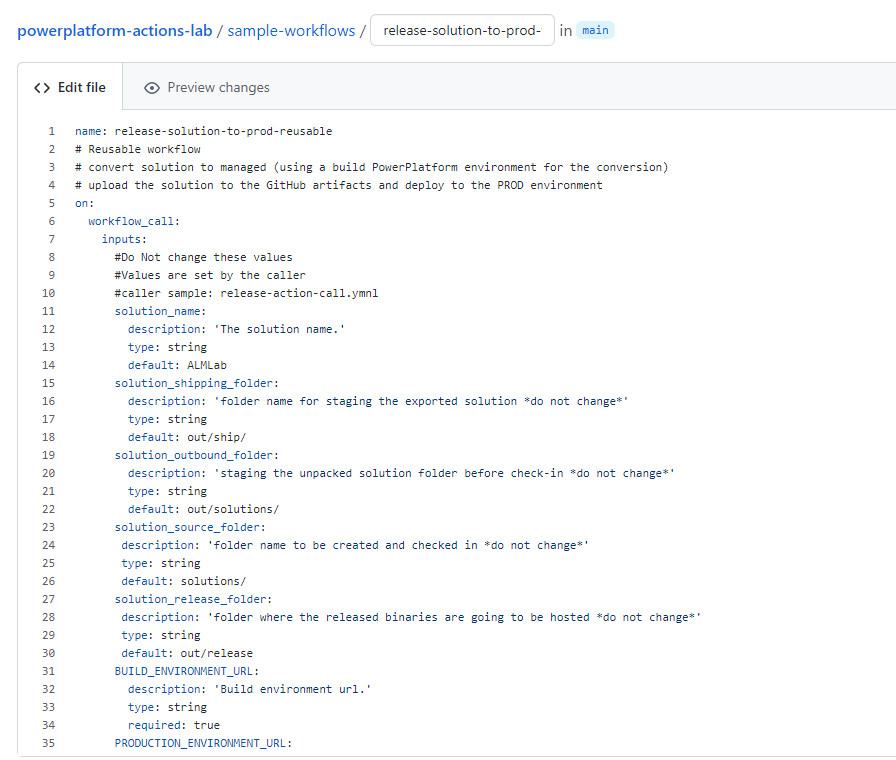 powerplatform-actions-lab / sample-workflows / release-solution-to-prod- in main
<> Edit file Preview changes
1 name: release-solution-to-prod-reusable
2 # Reusable workflow
3 # convert solution to managed (using a build PowerPlatform environment for the conversion)
4 # upload the solution to the GitHub artifacts and deploy to the PROD environment
5 on:
6   workflow_call:
7     inputs:
8       #Do Not change these values
9       #Values are set by the caller
10       #caller sample: release-action-call.ymnl
11       solution_name:
12         description: 'The solution name.'
13         type: string
14         default: ALMLab
15       solution_shipping_folder:
16         description: 'folder name for staging the exported solution *do not change*'
17         type: string
18         default: out/ship/
19       solution_outbound_folder:
20         description: 'staging the unpacked solution folder before check-in *do not change*'
21         type: string
22         default: out/solutions/
23       solution_source_folder:
24        description: 'folder name to be created and checked in *do not change*'
25        type: string
26        default: solutions/
27       solution_release_folder:
28        description: 'folder where the released binaries are going to be hosted *do not change*'
29        type: string
30        default: out/release
31       BUILD_ENVIRONMENT_URL:
32         description: 'Build environment url.'
33         type: string
34         required: true
35       PRODUCTION_ENVIRONMENT_URL: